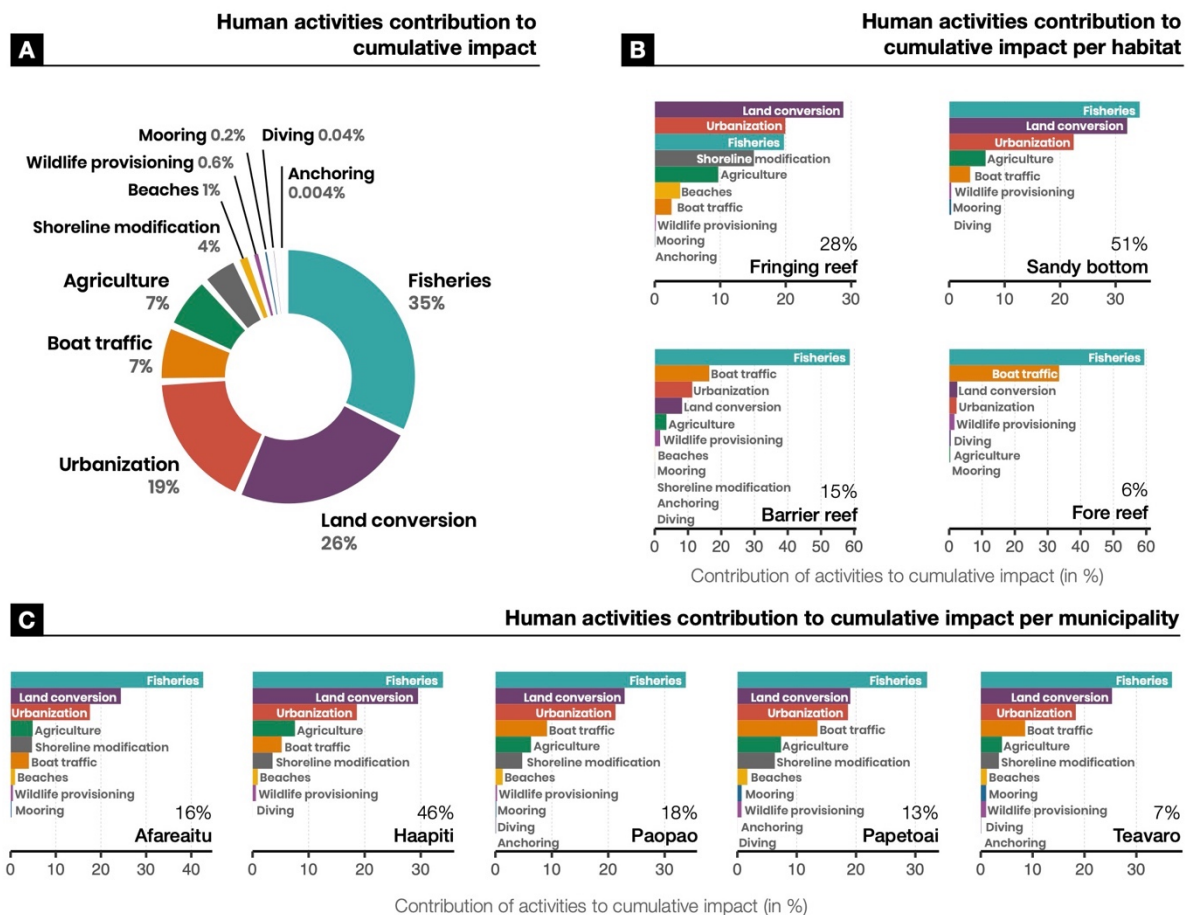 A
Human activities contribution to
cumulative impact
Mooring 0.2%
Diving 0.04%
Wildlife provisioning 0.6%
Anchoring
0.004%
Beaches 1%
Shoreline modification
4%
Agriculture
7%
Fisheries
35%
Boat traffic
7%
Urbanization
19%
Land conversion
26%
B
Human activities contribution to
cumulative impact per habitat
Land conversion
Urbanization
Fisheries
Shoreline modification
Agriculture
Beaches
Boat traffic
Wildlife provisioning
Mooring
Anchoring
28%
Fringing reef
0 10 20 30
Fisheries
Land conversion
Urbanization
Agriculture
Boat traffic
Wildlife provisioning
Mooring
Diving
51%
Sandy bottom
0 10 20 30
Fisheries
Boat traffic
Urbanization
Land conversion
Agriculture
Wildlife provisioning
Beaches
Mooring
Shoreline modification
Anchoring
Diving
15%
Barrier reef
0 10 20 30 40 50 60
Fisheries
Boat traffic
Land conversion
Urbanization
Wildlife provisioning
Diving
Agriculture
Mooring
6%
Fore reef
0 10 20 30 40 50 60
Contribution of activities to cumulative impact (in %)
C
Human activities contribution to cumulative impact per municipality
Fisheries
Land conversion
Urbanization
Agriculture
Shoreline modification
Boat traffic
Beaches
Wildlife provisioning
Mooring
16%
Afareaitu
0 10 20 30 40
Fisheries
Land conversion
Urbanization
Agriculture
Boat traffic
Shoreline modification
Beaches
Wildlife provisioning
Diving
46%
Haapiti
0 10 20 30
Fisheries
Land conversion
Urbanization
Boat traffic
Agriculture
Shoreline modification
Beaches
Wildlife provisioning
Mooring
Diving
Anchoring
18%
Paopao
0 10 20 30
Fisheries
Land conversion
Urbanization
Boat traffic
Agriculture
Shoreline modification
Beaches
Mooring
Wildlife provisioning
Anchoring
Diving
13%
Papetoai
0 10 20 30
Fisheries
Land conversion
Urbanization
Boat traffic
Agriculture
Shoreline modification
Beaches
Mooring
Wildlife provisioning
Diving
Anchoring
7%
Teavaro
0 10 20 30
Contribution of activities to cumulative impact (in %)